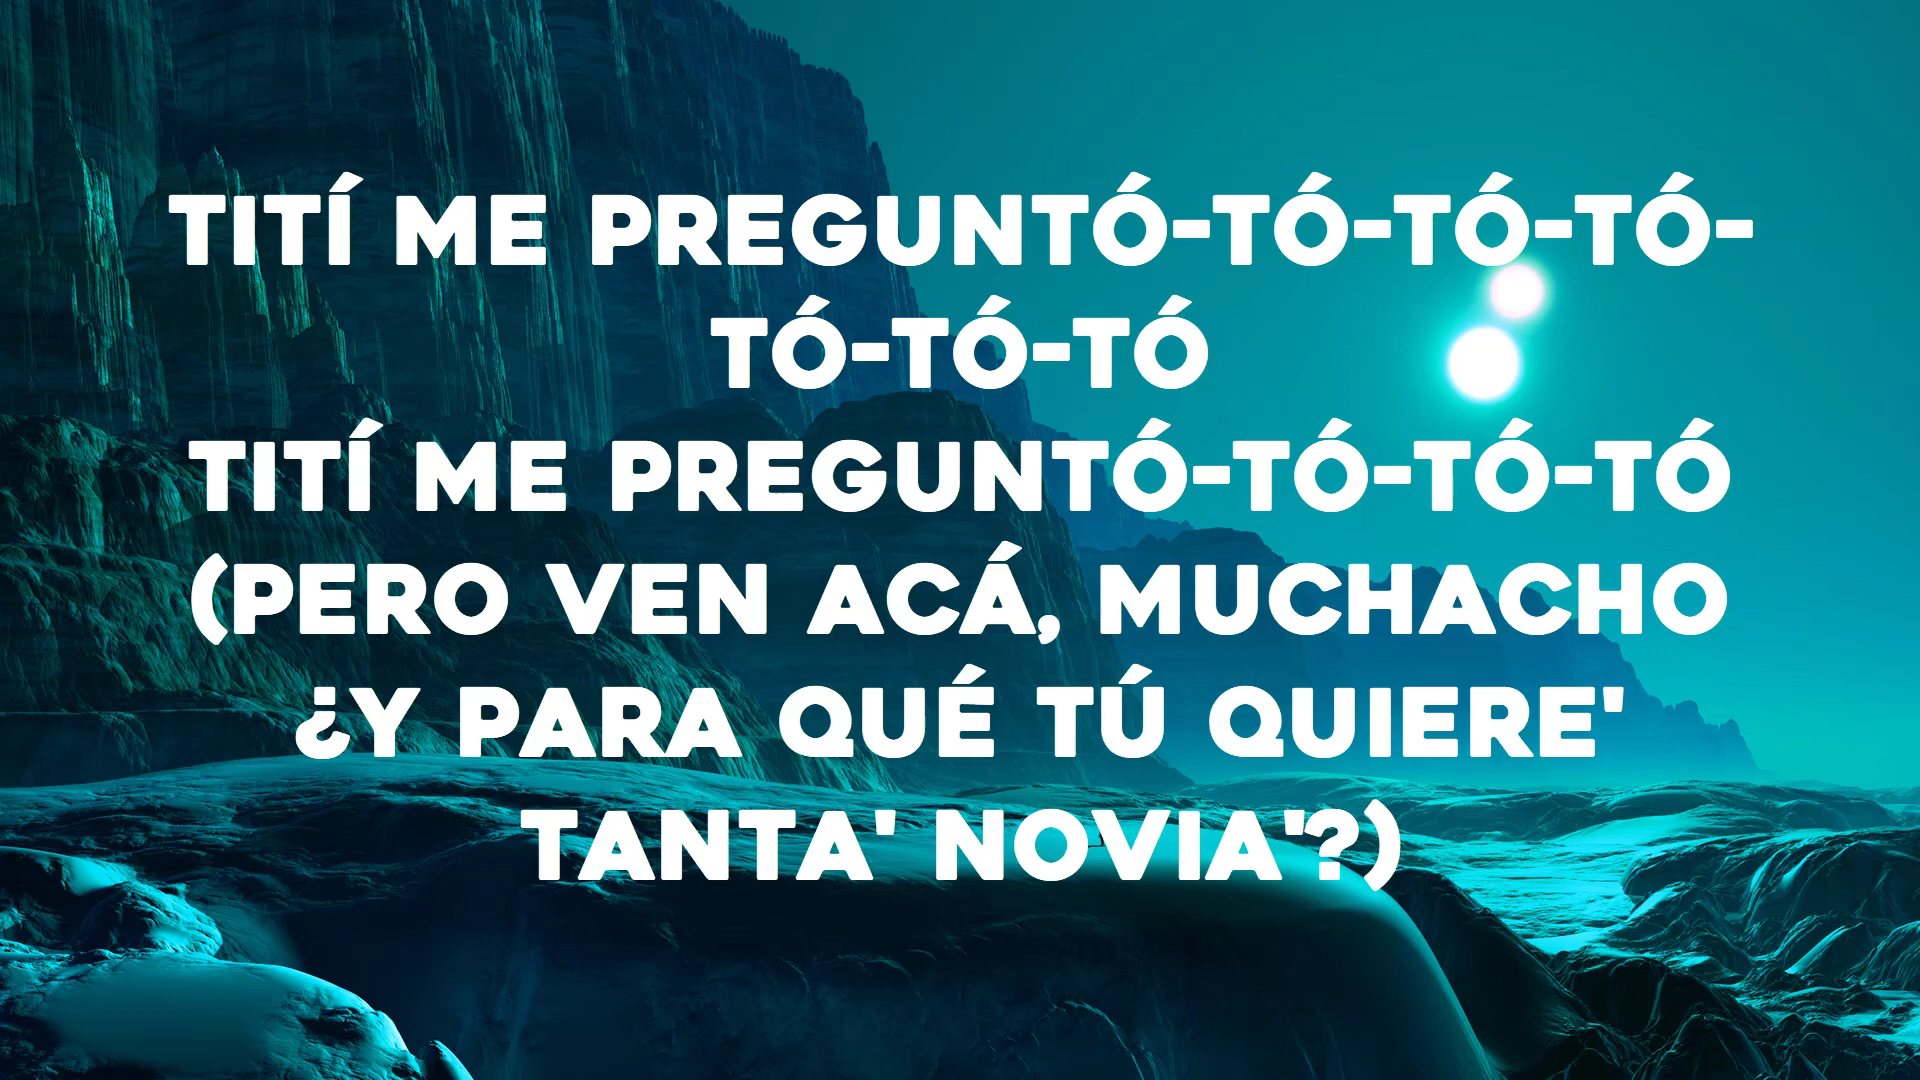 TITÍ ME PREGUNTÓ-TÓ-TÓ-TÓ-
TÓ-TÓ-TÓ
TITÍ ME PREGUNTÓ-TÓ-TÓ-TÓ
(PERO VEN ACÁ, MUCHACHO
¿Y PARA QUÉ TÚ QUIERE'
TANTA' NOVIA'?)